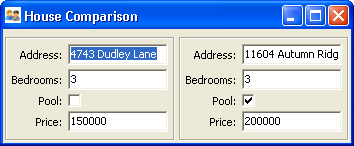 House Comparison
Address: 4743 Dudley Lane
Bedrooms: 3
Pool:
Price: 150000
Address: 11604 Autumn Ridg
Bedrooms: 3
Pool:
Price: 200000